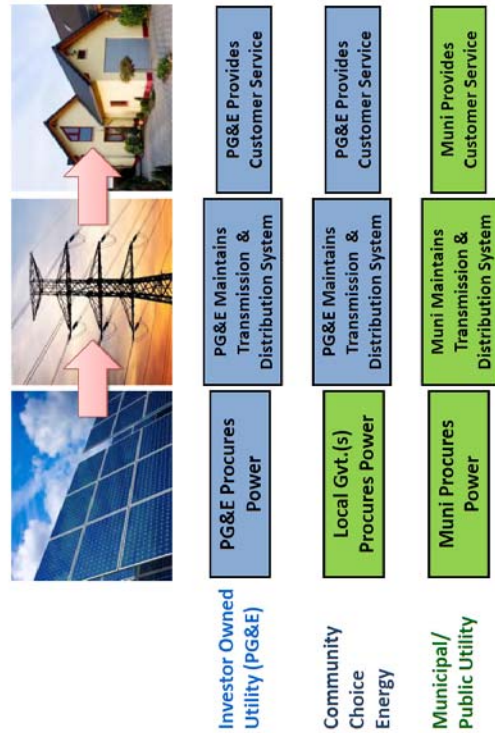 Investor Owned
Utility (PG&E)
PG&E Procures
Power
PG&E Maintains
Transmission &
Distribution System
PG&E Provides
Customer Service
Community
Choice
Energy
Local Gvt.(s)
Procures Power
PG&E Maintains
Transmission &
Distribution System
PG&E Provides
Customer Service
Municipal/
Public Utility
Muni Procures
Power
Muni Maintains
Transmission &
Distribution System
Muni Provides
Customer Service